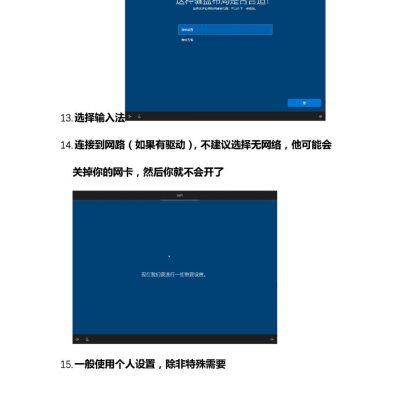 这种键盘布局是否合适?
13. 选择输入法
14. 连接到网路（如果有驱动），不建议选择无网络，他可能会
关掉你的网卡，然后你就不会开了
现在我们要进行一些重要设置。
15. 一般使用个人设置，除非特殊需要